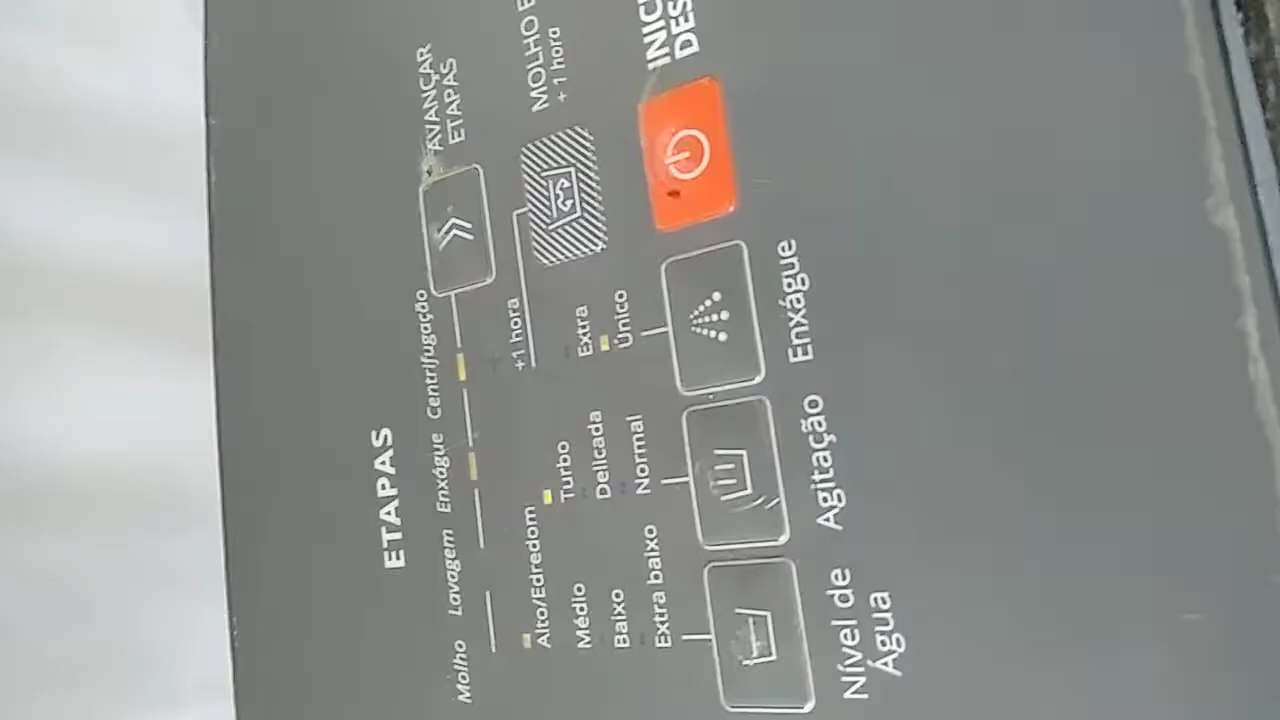 ETAPAS
Molho Lavagem Enxágue Centrifugação
AVANÇAR
ETAPAS
Alto/Edredom
Médio
Baixo
Extra baixo
Turbo
Delicada
Normal
+1 hora
Extra
Único
MOLHO
+ 1 hora
Nível de
Água
Agitação
Enxágue